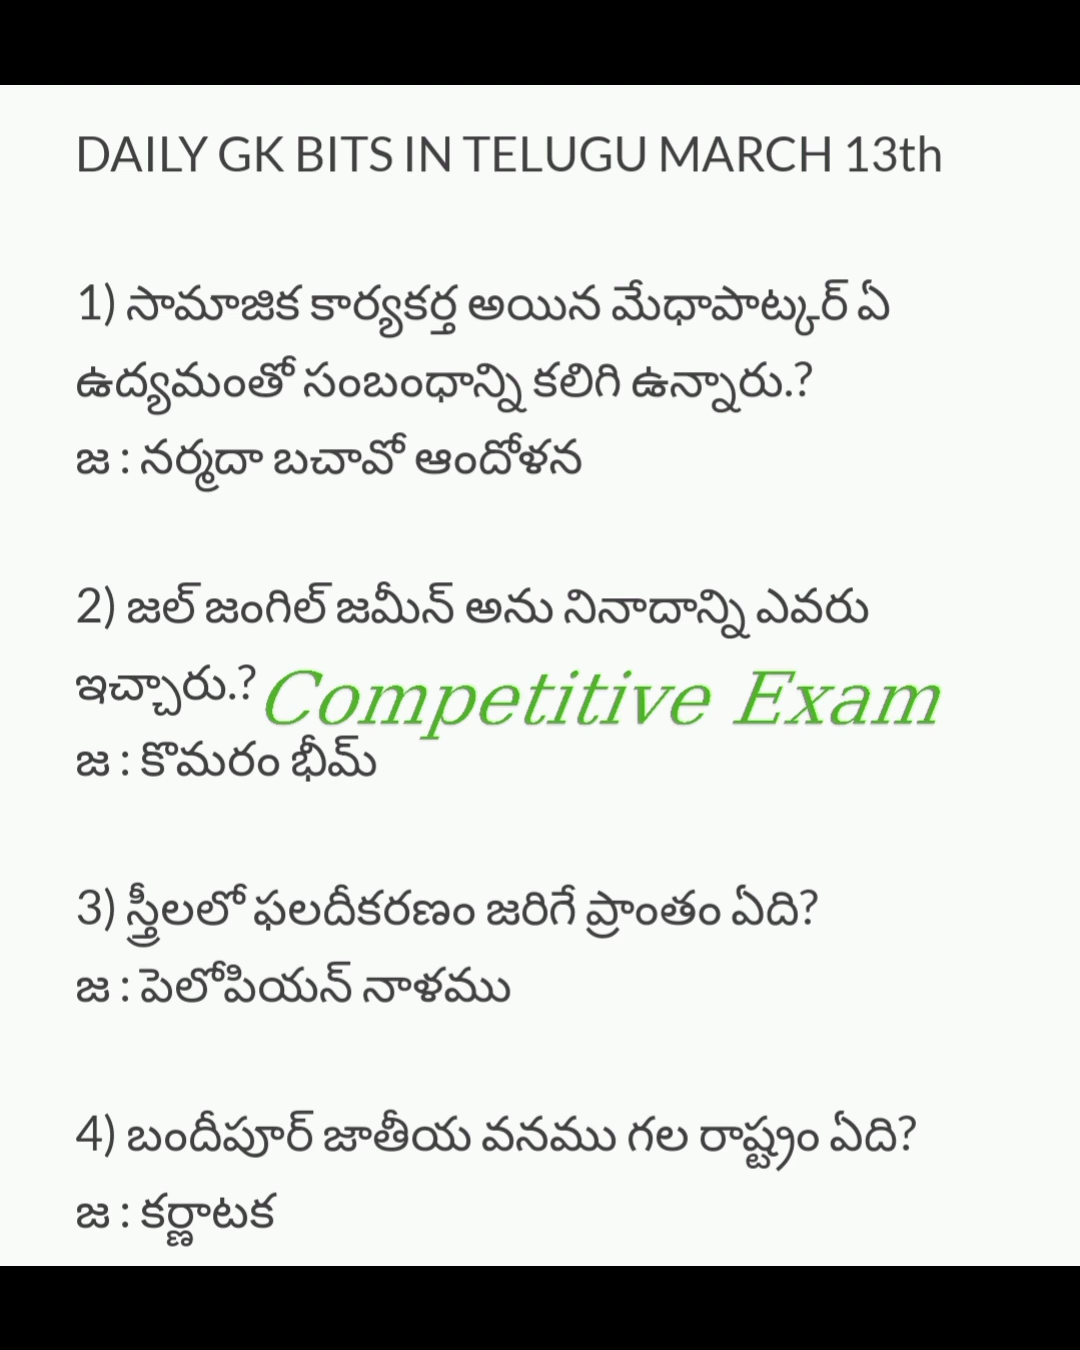 DAILY GK BITS IN TELUGU MARCH 13th
1) సామాజిక కార్యకర్త అయిన మేధాపాట్కర్ ఏ
ఉద్యమంతో సంబంధాన్ని కలిగి ఉన్నారు.?
జ : నర్మదా బచావో ఆందోళన
2) జల్ జంగిల్ జమీన్ అను నినాదాన్ని ఎవరు
ఇచ్చారు.?
Competitive Exam
జ : కొమరం భీమ్
3) స్త్రీలలో ఫలదీకరణం జరిగే ప్రాంతం ఏది?
జ : పెలోపియన్ నాళము
4) బందీపూర్ జాతీయ వనము గల రాష్ట్రం ఏది?
జ : కర్ణాటక